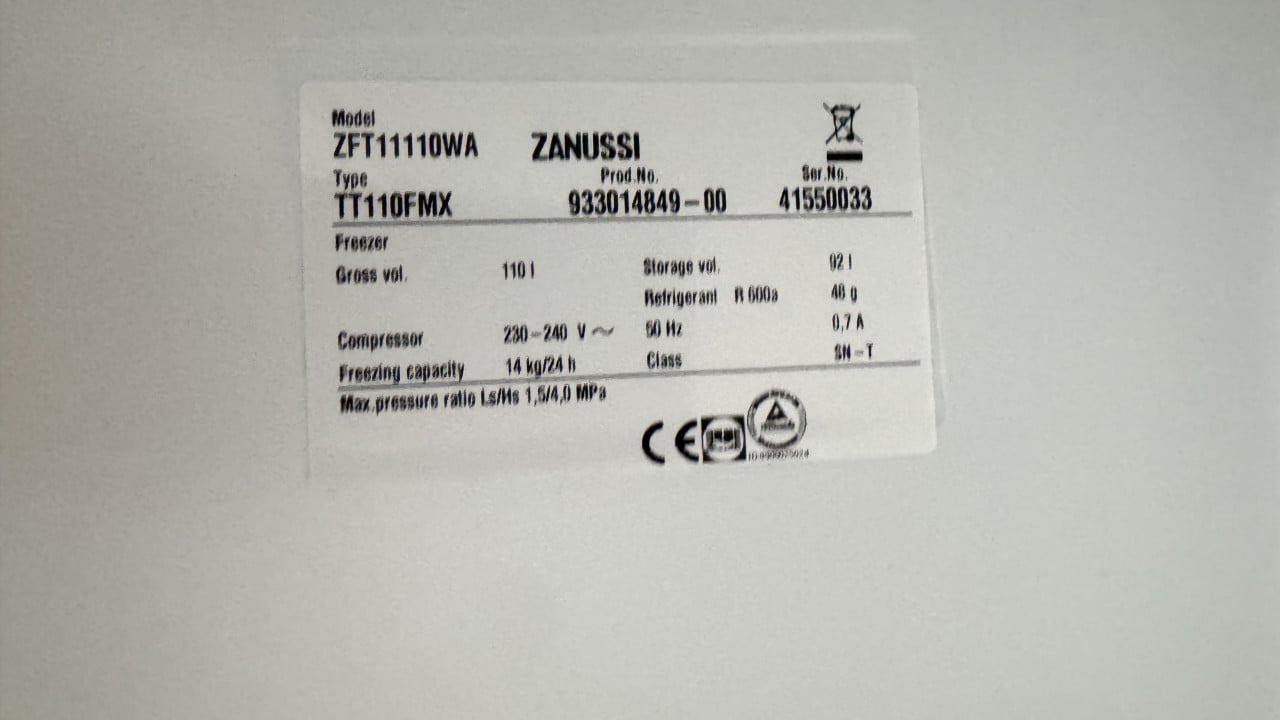 Model
ZFT11110WA ZANUSSI
Type Prod.No. Ser.No.
TT110FMX 933014849-00 41550033
Freezer
Gross vol. 110 l Storage vol. 92 l
Refrigerant R 600a 48 g
Compressor 230-240 V ~ 50 Hz 0,7 A
Freezing capacity 14 kg/24 h Class SN-T
Max.pressure ratio Ls/Hs 1,5/4,0 MPa
CE